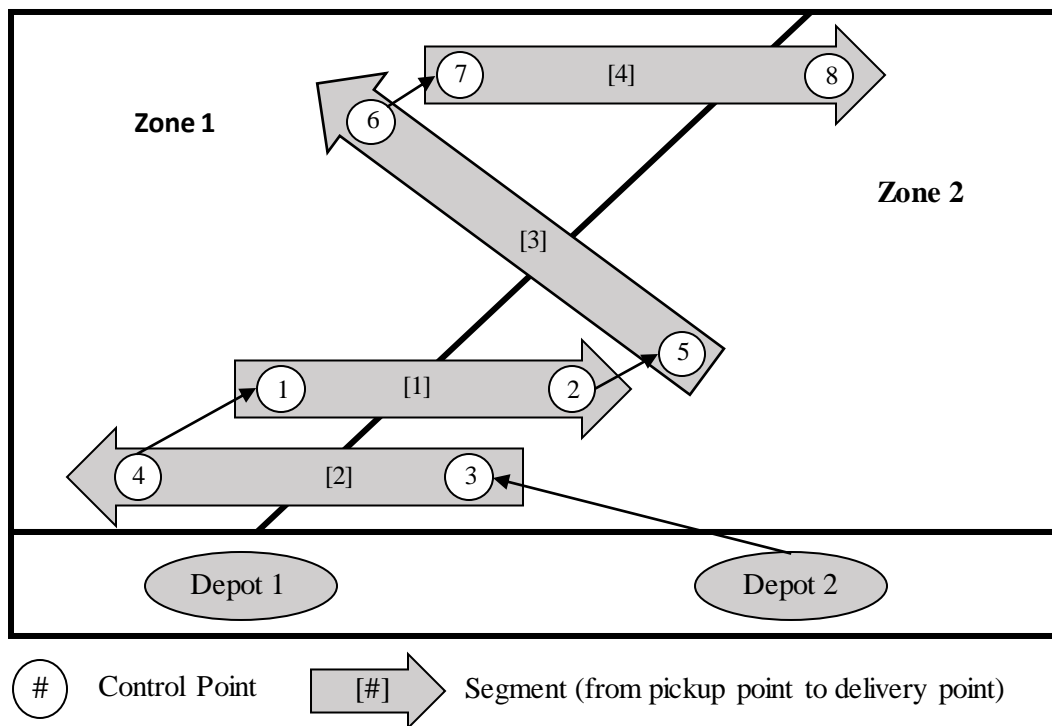 7
[4]
8
6
Zone 1
Zone 2
[3]
5
1
[1]
2
4
[2]
3
Depot 1
Depot 2
# Control Point [#] Segment (from pickup point to delivery point)